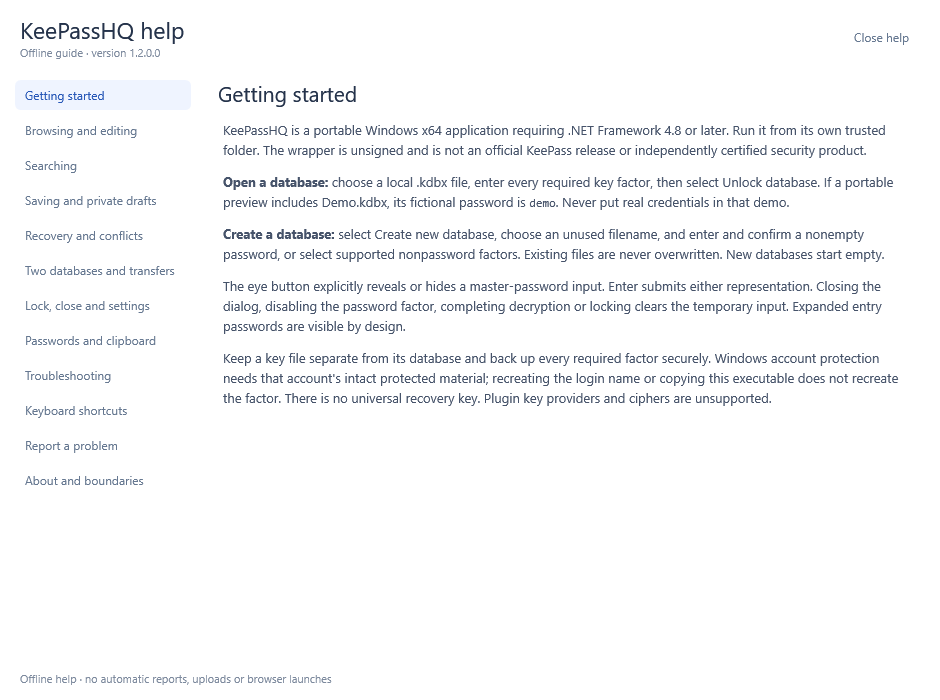 KeePassHQ help
Offline guide · version 1.2.0.0
Close help
Getting started
Browsing and editing
Searching
Saving and private drafts
Recovery and conflicts
Two databases and transfers
Lock, close and settings
Passwords and clipboard
Troubleshooting
Keyboard shortcuts
Report a problem
About and boundaries
Getting started
KeePassHQ is a portable Windows x64 application requiring .NET Framework 4.8 or later. Run it from its own trusted
folder. The wrapper is unsigned and is not an official KeePass release or independently certified security product.
Open a database: choose a local .kdbx file, enter every required key factor, then select Unlock database. If a portable
preview includes Demo.kdbx, its fictional password is demo. Never put real credentials in that demo.
Create a database: select Create new database, choose an unused filename, and enter and confirm a nonempty
password, or select supported nonpassword factors. Existing files are never overwritten. New databases start empty.
The eye button explicitly reveals or hides a master-password input. Enter submits either representation. Closing the
dialog, disabling the password factor, completing decryption or locking clears the temporary input. Expanded entry
passwords are visible by design.
Keep a key file separate from its database and back up every required factor securely. Windows account protection
needs that account's intact protected material; recreating the login name or copying this executable does not recreate
the factor. There is no universal recovery key. Plugin key providers and ciphers are unsupported.
Offline help · no automatic reports, uploads or browser launches